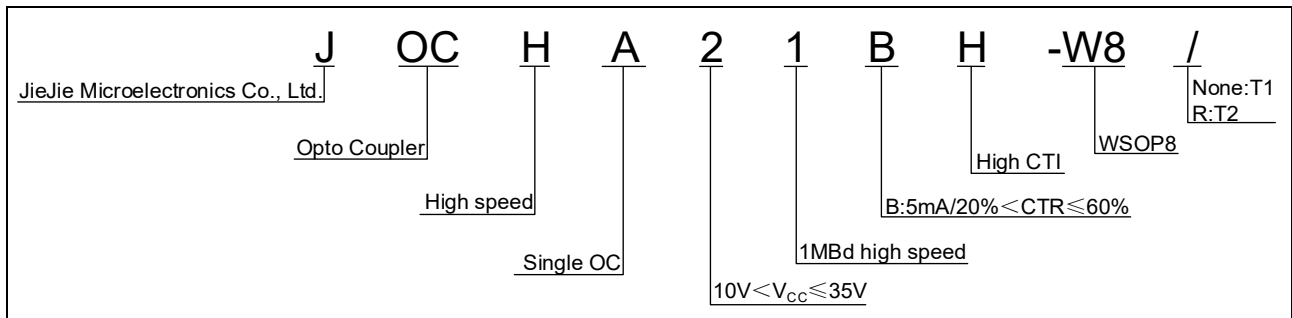 J OC H A 2 1 B H -W8 /
JieJie Microelectronics Co., Ltd.
None:T1
R:T2
Opto Coupler
WSOP8
High CTI
High speed
B:5mA/20%<CTR≤60%
Single OC
1MBd high speed
10V<VCC≤35V